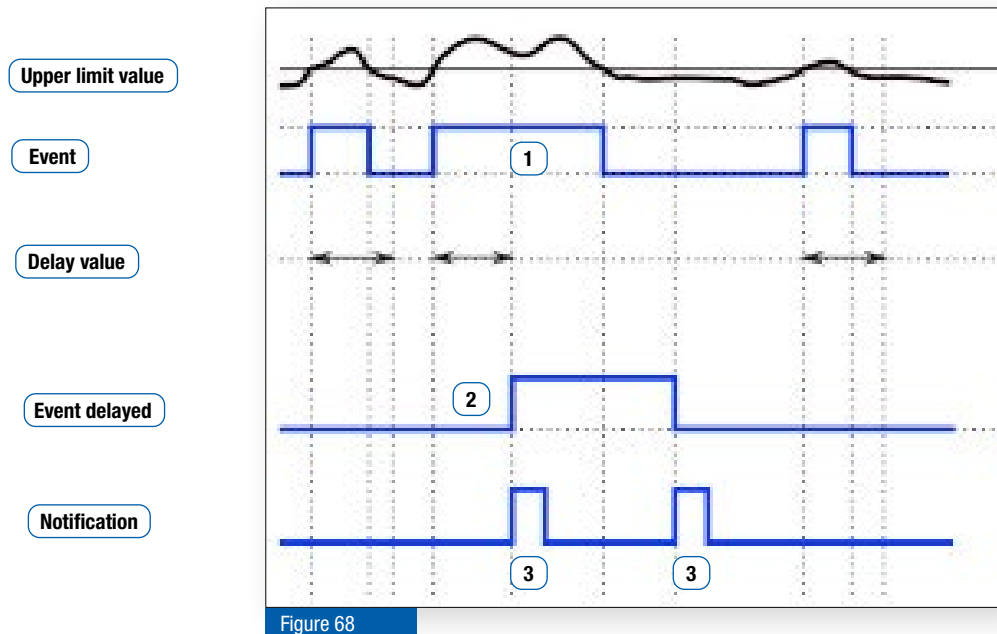 Upper limit value
Event
1
Delay value
Event delayed
2
Notification
3
3
Figure 68